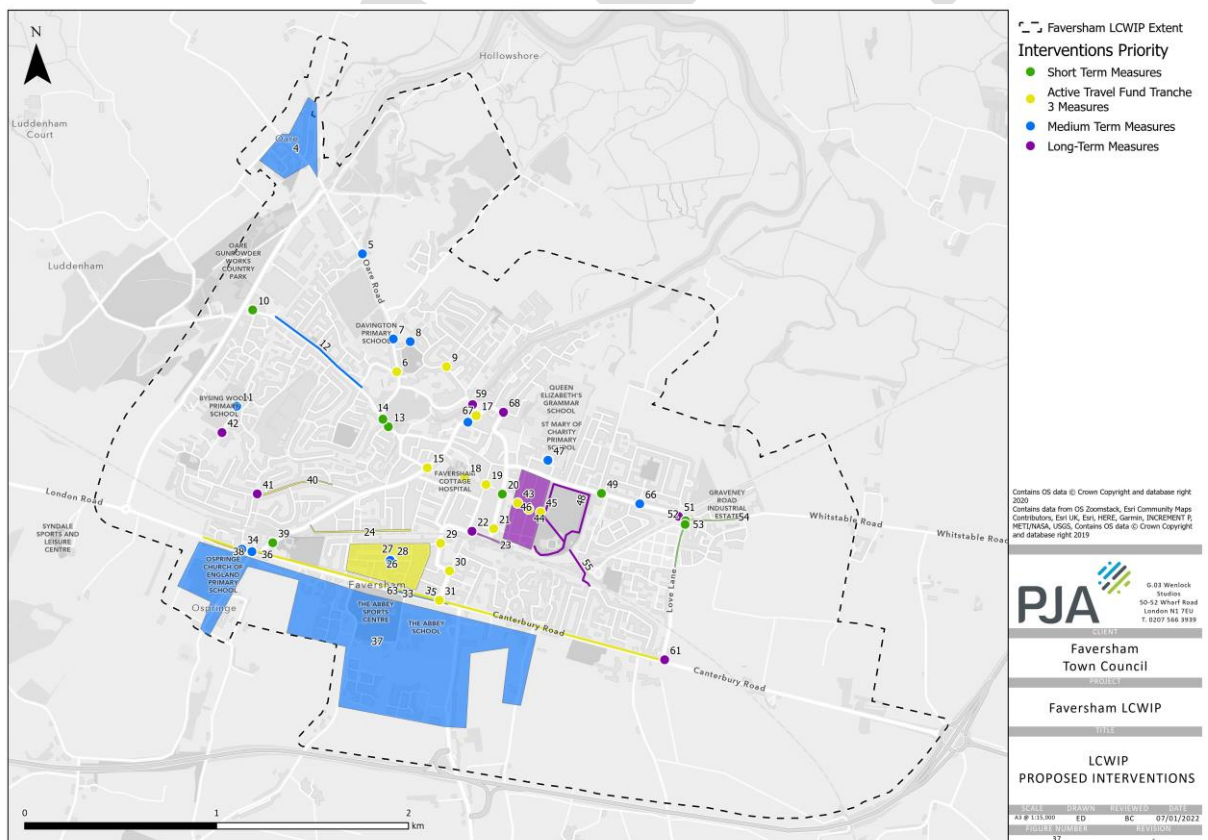 N
Hollowshore
Luddenham
Court
Oare
4
OARE
GUNPOWDER
WORKS
COUNTRY
PARK
Luddenham
5
Oare Road
10
12
DAVINGTON
PRIMARY
SCHOOL
7
8
6
9
BYSING WOOD
PRIMARY
SCHOOL
11
42
14
13
59
67
17
68
QUEEN
ELIZABETH'S
GRAMMAR
SCHOOL
ST MARY OF
CHARITY
PRIMARY
SCHOOL
47
15
18
FAVERSHAM
COTTAGE
HOSPITAL
19
20
43
46
44
45
48
49
66
GRAVENEY
ROAD
INDUSTRIAL
ESTATE
51
52
53
54
Whitstable Road
Whitstable Road
London Road
41
40
SYNDALE
SPORTS AND
LEISURE
CENTRE
24
22
21
23
29
55
34
38
36
39
OSPRINGE
CHURCH OF
ENGLAND
PRIMARY
SCHOOL
Ospringe
27
28
26
30
Faversham
63
33
35
31
THE ABBEY
SPORTS
CENTRE
THE ABBEY
SCHOOL
37
Love Lane
Canterbury Road
61
Canterbury Road
0
1
2
km
Faversham LCWIP Extent
Interventions Priority
Short Term Measures
Active Travel Fund Tranche
3 Measures
Medium Term Measures
Long-Term Measures
Contains OS data © Crown Copyright and database right
2020
Contains data from OS Zoomstack, Esri Community Maps
Contributors, Esri UK, Esri, HERE, Garmin, INCREMENT P,
METI/NASA, USGS, Contains OS data © Crown Copyright
and database right 2019
PJA
G.03 Wenlock
Studios
50-52 Wharf Road
London N1 7EU
T. 0207 566 3939
CLIENT
Faversham
Town Council
PROJECT
Faversham LCWIP
TITLE
LCWIP
PROPOSED INTERVENTIONS
SCALE DRAWN REVIEWED DATE
A3 @ 1:15,000 ED BC 07/01/2022
FIGURE NUMBER REVISION
37 -